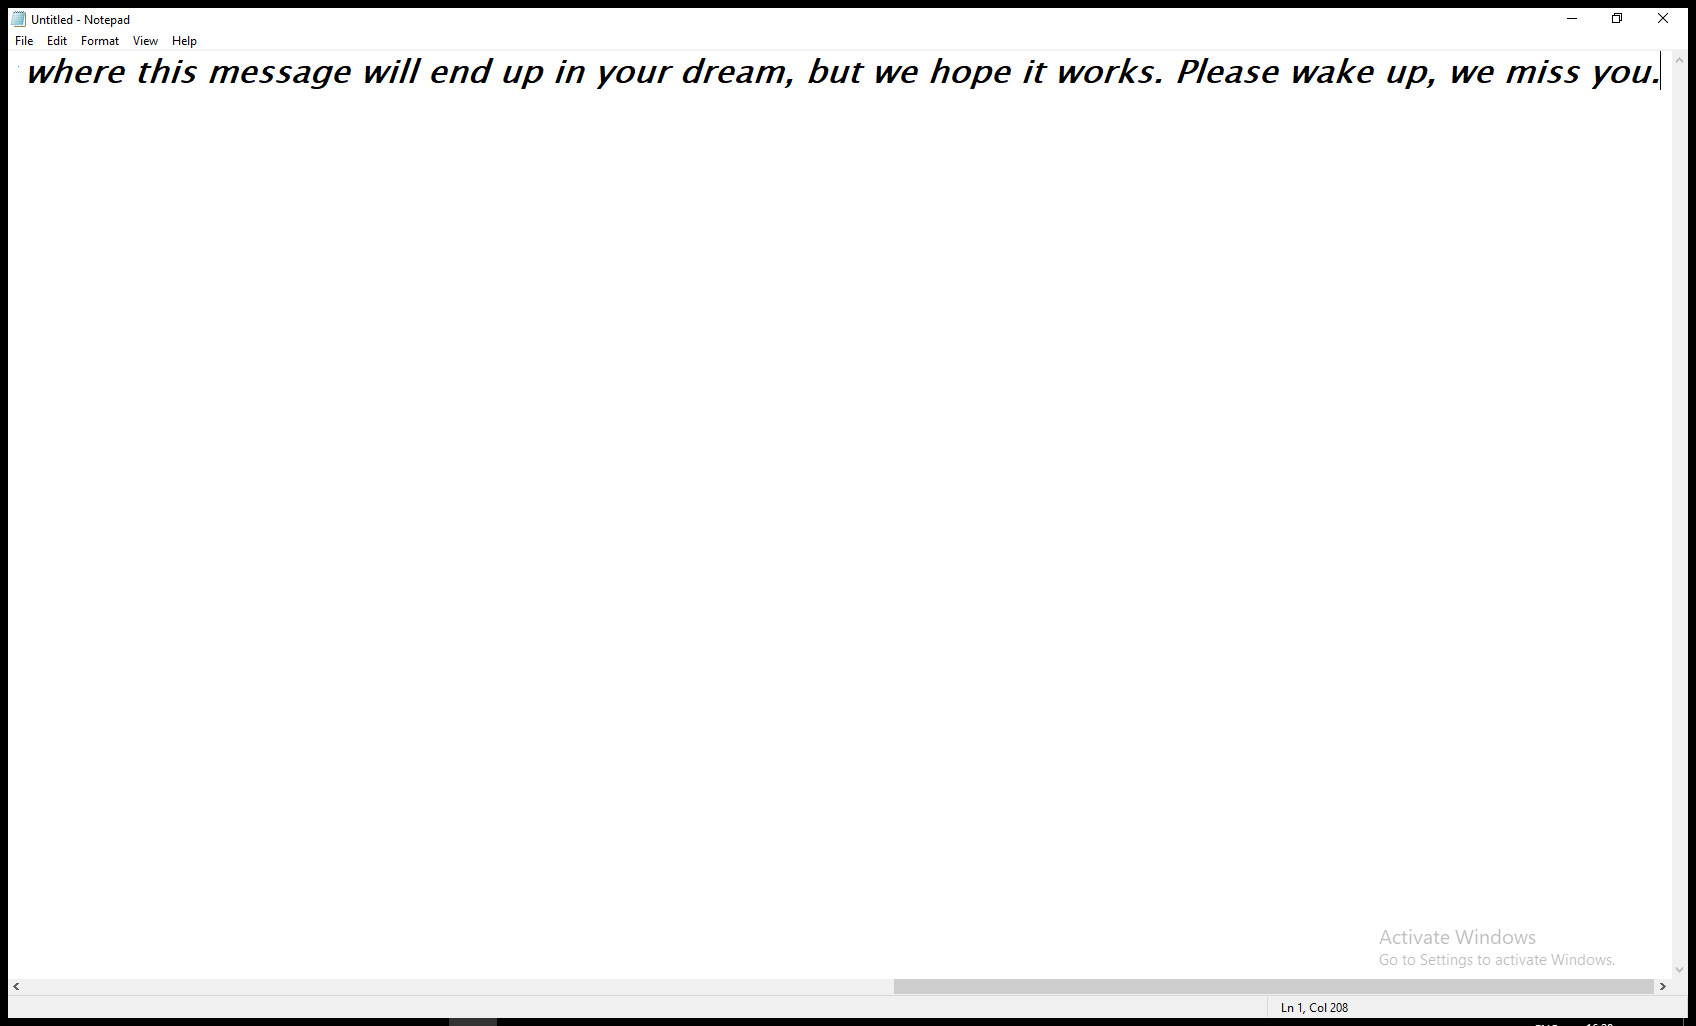 Untitled - Notepad
File Edit Format View Help
where this message will end up in your dream, but we hope it works. Please wake up, we miss you.
Activate Windows
Go to Settings to activate Windows.
Ln 1, Col 208